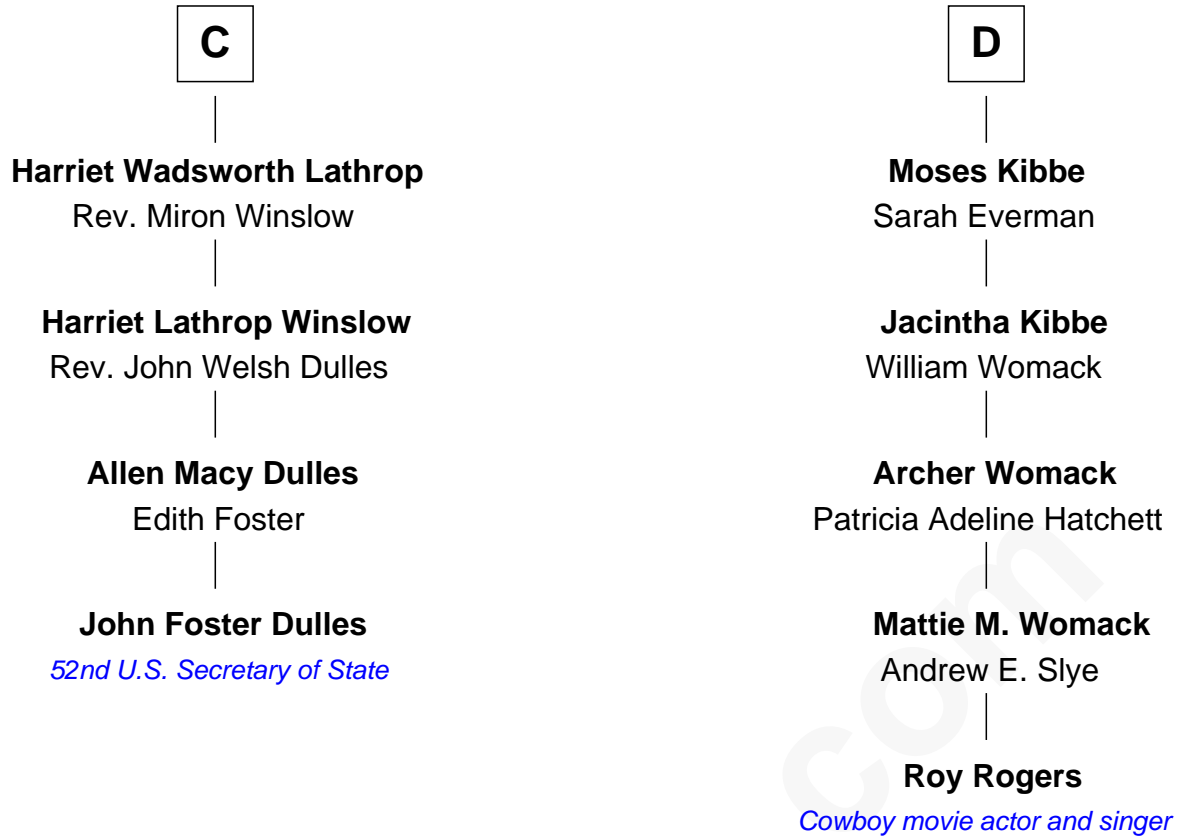 C
Harriet Wadsworth Lathrop
Rev. Miron Winslow
Harriet Lathrop Winslow
Rev. John Welsh Dulles
Allen Macy Dulles
Edith Foster
John Foster Dulles
52nd U.S. Secretary of State
D
Moses Kibbe
Sarah Everman
Jacintha Kibbe
William Womack
Archer Womack
Patricia Adeline Hatchett
Mattie M. Womack
Andrew E. Slye
Roy Rogers
Cowboy movie actor and singer
com